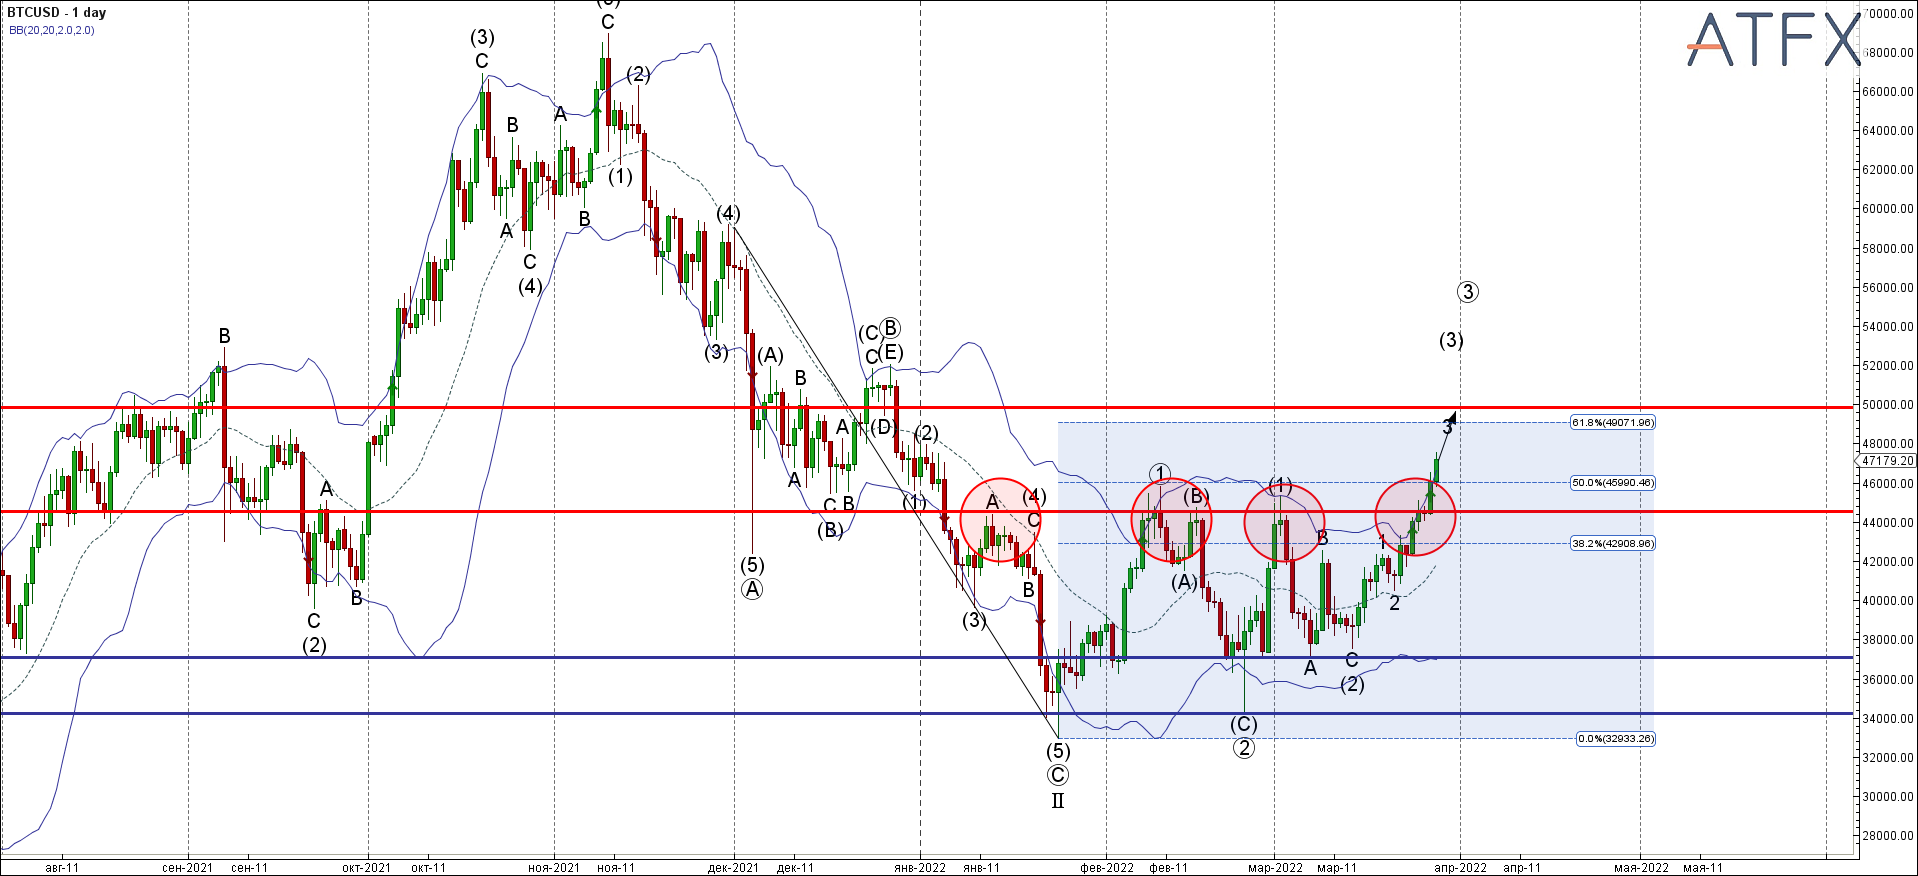 BTCUSD - 1 day
BB(20,20,2.0,2.0)
ATFX
70000.00
68000.00
66000.00
64000.00
62000.00
60000.00
58000.00
56000.00
54000.00
52000.00
50000.00
48000.00
47179.20
46000.00
44000.00
42000.00
40000.00
38000.00
36000.00
34000.00
32000.00
30000.00
28000.00
61.8%(49071.96)
50.0%(45990.46)
38.2%(42908.96)
0.0%(32933.26)
B
A
C
(2)
B
(3)
C
B
A
C
(4)
A
B
C
(1)
(2)
(3)
(4)
(5)
Ⓐ
(A)
A
B
C
(B)
A
B
(C)
C
Ⓑ
(E)
(D)
(1)
(2)
(3)
A
B
(4)
C
(5)
Ⓒ
II
①
(A)
(B)
(C)
②
(1)
A
B
C
(2)
1
2
3
(3)
③
авг-11
сен-2021
сен-11
окт-2021
окт-11
ноя-2021
ноя-11
дек-2021
дек-11
янв-2022
янв-11
фев-2022
фев-11
мар-2022
мар-11
апр-2022
апр-11
мая-2022
мая-11